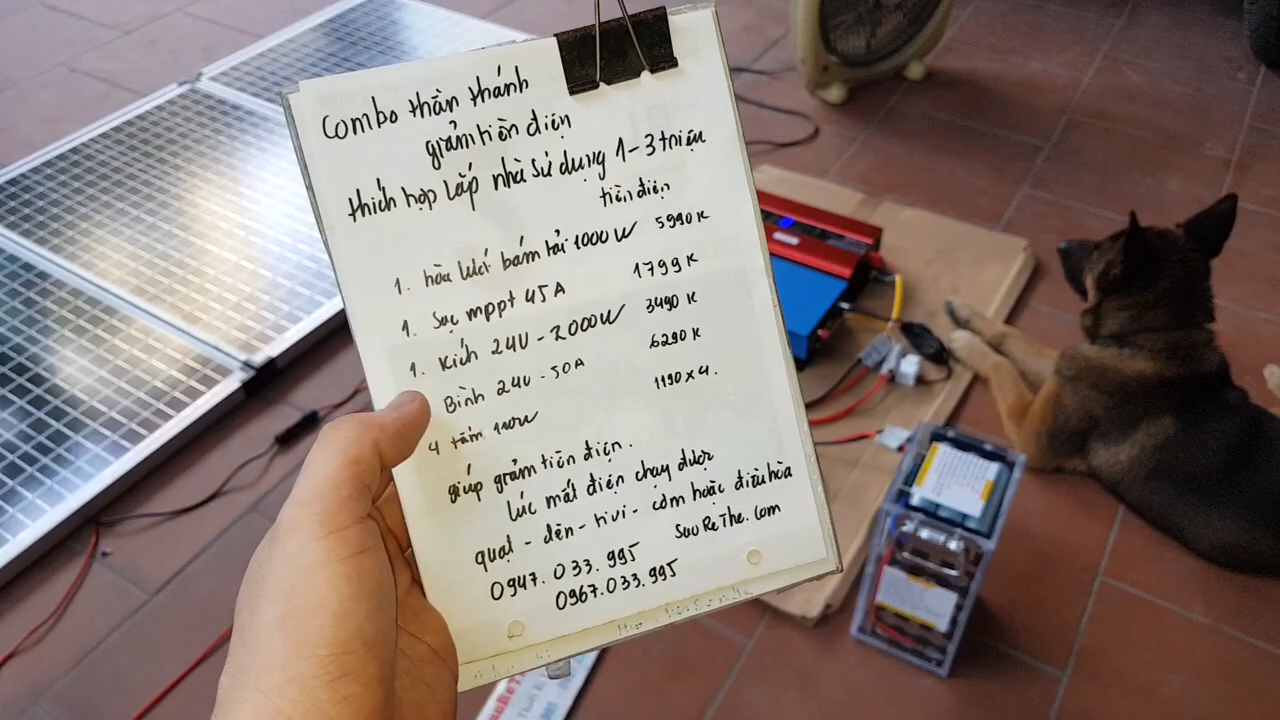 Combo thần thánh
giảm tiền điện
thích hợp lắp nhà sử dụng 1-3 triệu
tiền điện
1. hòa lưới bám tải 1000W 5990K
1. Sạc mppt 45A 1799K
1. Kích 24V - 2000W 3490K
Bình 24V - 50A 6290K
4 tấm 110W 1190 x 4.
giúp giảm tiền điện.
lúc mất điện chạy được
quạt - đèn - tivi - cơm hoặc điều hòa
0947.033.995 SaoReThe.com
0967.033.995